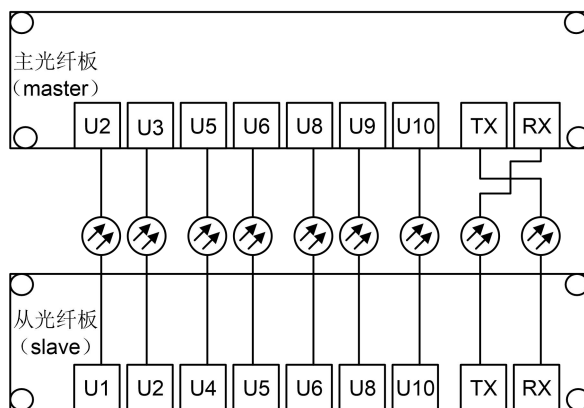 主光纤板
（master）
U2 U3 U5 U6 U8 U9 U10 TX RX
从光纤板
（slave）
U1 U2 U4 U5 U6 U8 U10 TX RX